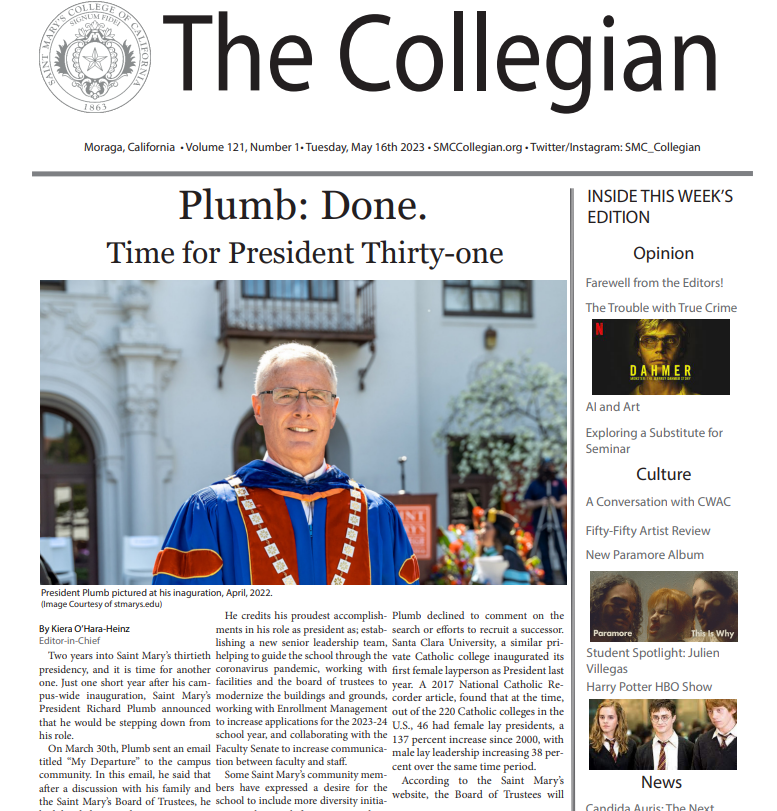 SAINT MARY'S COLLEGE OF CALIFORNIA
SIGNUM FIDEI
1863
The Collegian
Moraga, California • Volume 121, Number 1• Tuesday, May 16th 2023 • SMCCollegian.org • Twitter/Instagram: SMC_Collegian
Plumb: Done.
Time for President Thirty-one
President Plumb pictured at his inaguration, April, 2022.
(Image Courtesy of stmarys.edu)
By Kiera O'Hara-Heinz
Editor-in-Chief
Two years into Saint Mary's thirtieth
presidency, and it is time for another
one. Just one short year after his cam-
pus-wide inauguration, Saint Mary's
President Richard Plumb announced
that he would be stepping down from
his role.
On March 30th, Plumb sent an email
titled "My Departure" to the campus
community. In this email, he said that
after a discussion with his family and
the Saint Mary's Board of Trustees, he
He credits his proudest accomplish-
ments in his role as president as; estab-
lishing a new senior leadership team,
helping to guide the school through the
coronavirus pandemic, working with
facilities and the board of trustees to
modernize the buildings and grounds,
working with Enrollment Management
to increase applications for the 2023-24
school year, and collaborating with the
Faculty Senate to increase communica-
tion between faculty and staff.
Some Saint Mary's community mem-
bers have expressed a desire for the
school to include more diversity initia-
Plumb declined to comment on the
search or efforts to recruit a successor.
Santa Clara University, a similar pri-
vate Catholic college inaugurated its
first female layperson as President last
year. A 2017 National Catholic Re-
corder article, found that at the time,
out of the 220 Catholic colleges in the
U.S., 46 had female lay presidents, a
137 percent increase since 2000, with
male lay leadership increasing 38 per-
cent over the same time period.
According to the Saint Mary's
website, the Board of Trustees will
INSIDE THIS WEEK'S
EDITION
Opinion
Farewell from the Editors!
The Trouble with True Crime
N
DAHMER
AI and Art
Exploring a Substitute for
Seminar
Culture
A Conversation with CWAC
Fifty-Fifty Artist Review
New Paramore Album
Paramore
This Is Why
Student Spotlight: Julien
Villegas
Harry Potter HBO Show
News
Candida Auris: The Next